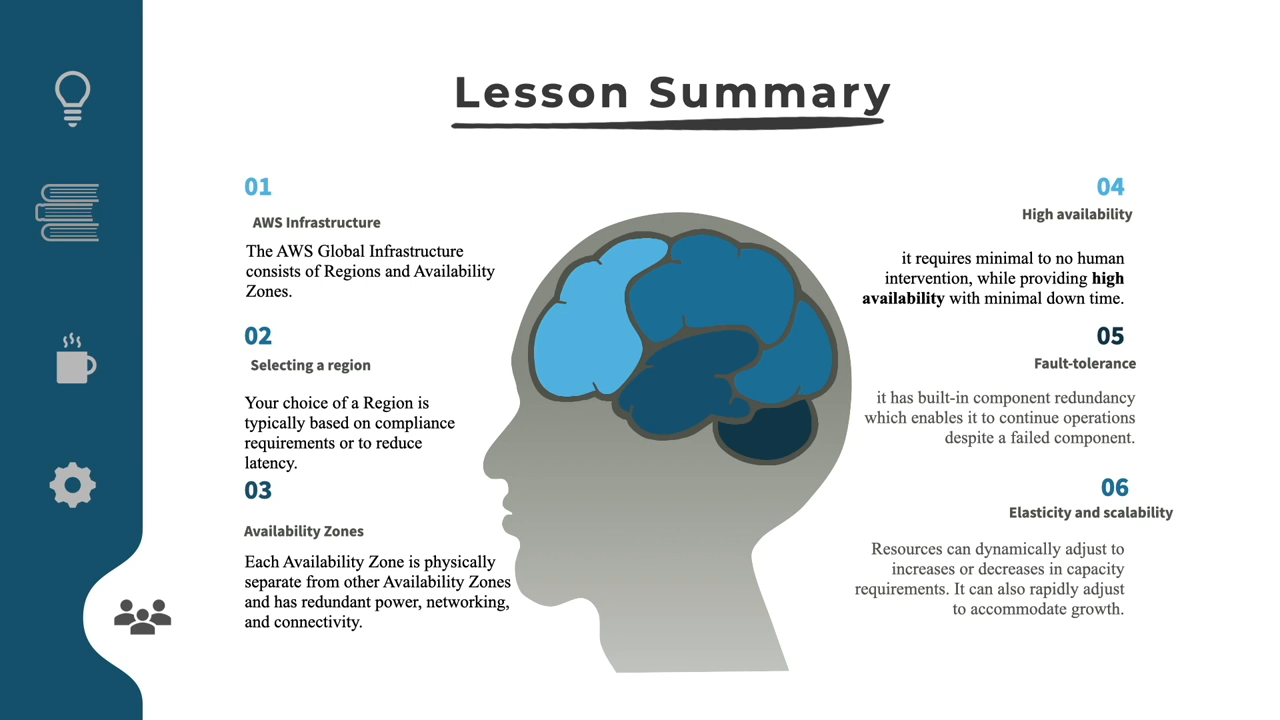 Lesson Summary
01
AWS Infrastructure
The AWS Global Infrastructure
consists of Regions and Availability
Zones.
02
Selecting a region
Your choice of a Region is
typically based on compliance
requirements or to reduce
latency.
03
Availability Zones
Each Availability Zone is physically
separate from other Availability Zones
and has redundant power, networking,
and connectivity.
04
High availability
it requires minimal to no human
intervention, while providing high
availability with minimal down time.
05
Fault-tolerance
it has built-in component redundancy
which enables it to continue operations
despite a failed component.
06
Elasticity and scalability
Resources can dynamically adjust to
increases or decreases in capacity
requirements. It can also rapidly adjust
to accommodate growth.